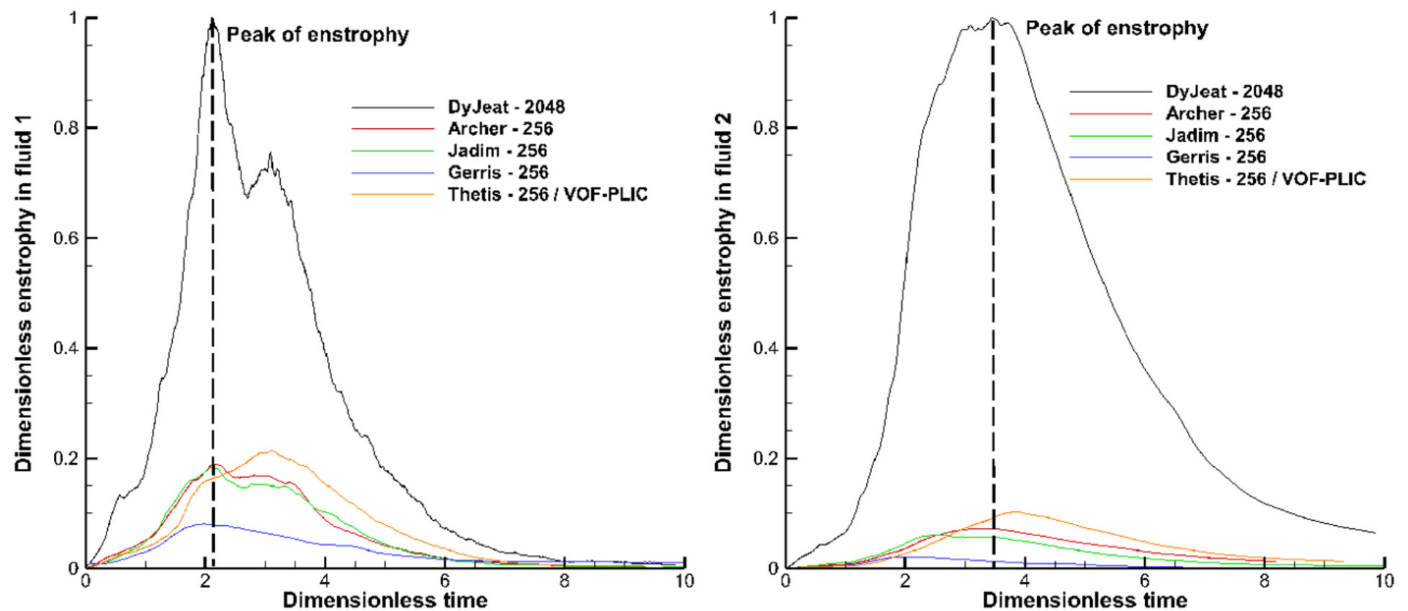 Dimensionless enstrophy in fluid 1
1
0.8
0.6
0.4
0.2
0
Peak of enstrophy
DyJeat - 2048
Archer - 256
Jadim - 256
Gerris - 256
Thetis - 256 / VOF-PLIC
0 2 4 6 8 10
Dimensionless time
Dimensionless enstrophy in fluid 2
1
0.8
0.6
0.4
0.2
0
Peak of enstrophy
DyJeat - 2048
Archer - 256
Jadim - 256
Gerris - 256
Thetis - 256 / VOF-PLIC
0 2 4 6 8 10
Dimensionless time